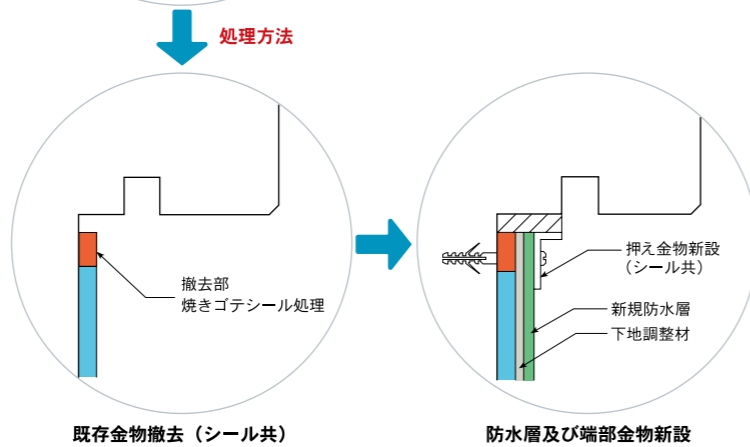 処理方法
撤去部
焼きゴテシール処理
既存金物撤去（シール共）
押え金物新設
（シール共）
新規防水層
下地調整材
防水層及び端部金物新設